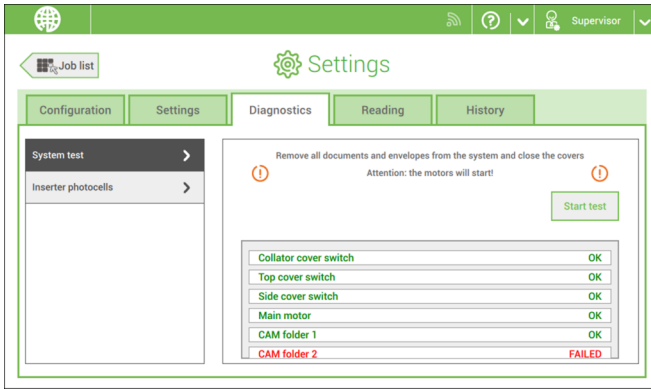 Supervisor
Job list
Settings
Configuration
Settings
Diagnostics
Reading
History
System test
Inserter photocells
Remove all documents and envelopes from the system and close the covers
Attention: the motors will start!
Start test
Collator cover switch OK
Top cover switch OK
Side cover switch OK
Main motor OK
CAM folder 1 OK
CAM folder 2 FAILED